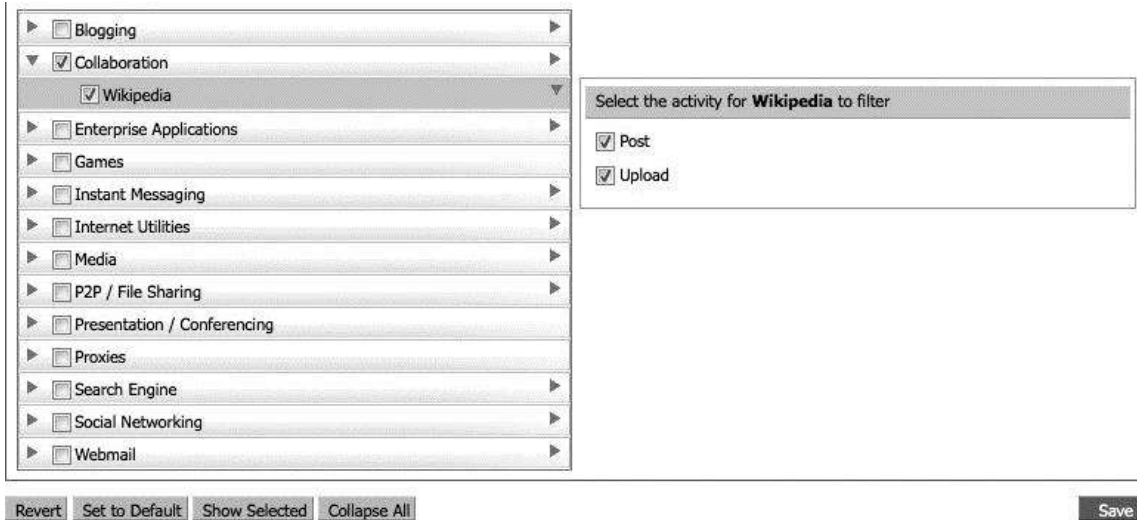 Blogging
Collaboration
Wikipedia
Select the activity for Wikipedia to filter
Enterprise Applications
Post
Games
Upload
Instant Messaging
Internet Utilities
Media
P2P / File Sharing
Presentation / Conferencing
Proxies
Search Engine
Social Networking
Webmail
Revert Set to Default Show Selected Collapse All Save